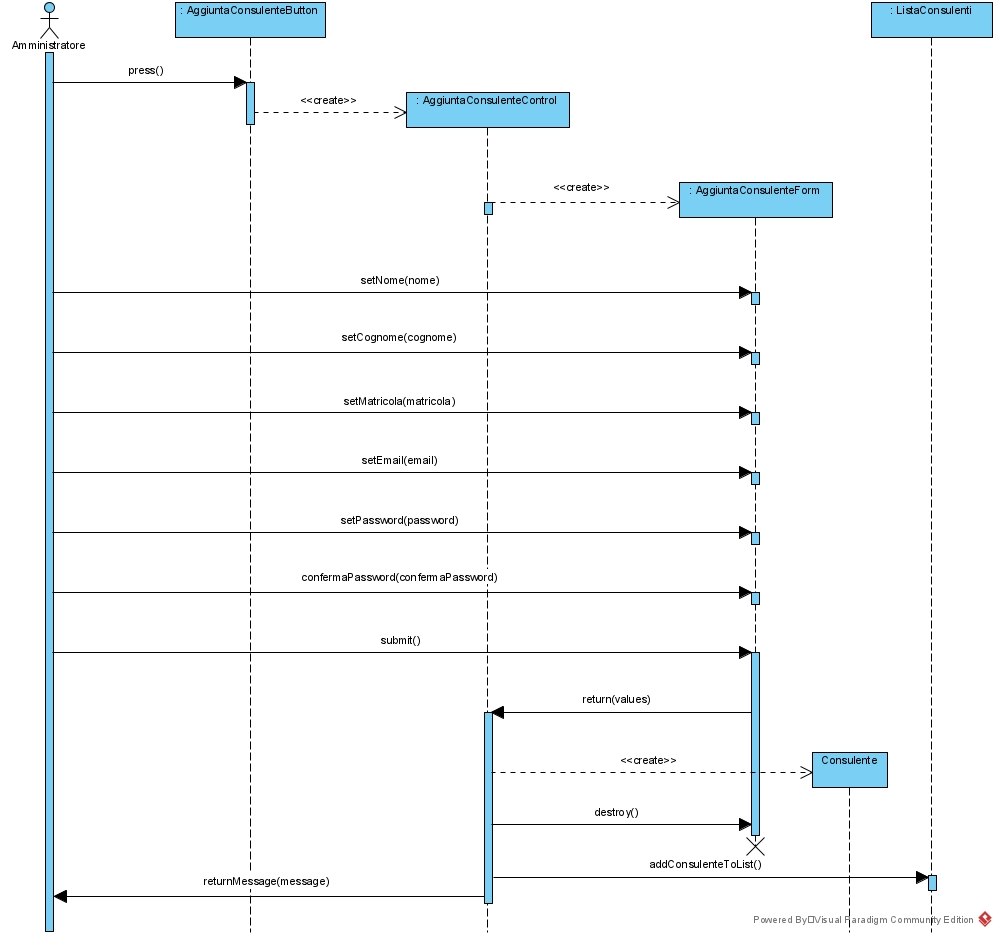 : AggiuntaConsulenteButton
: ListaConsulenti
Amministratore
press()
<<create>>
: AggiuntaConsulenteControl
<<create>>
: AggiuntaConsulenteForm
setNome(nome)
setCognome(cognome)
setMatricola(matricola)
setEmail(email)
setPassword(password)
confermaPassword(confermaPassword)
submit()
return(values)
<<create>>
Consulente
destroy()
addConsulenteToList()
returnMessage(message)
Powered By Visual Paradigm Community Edition